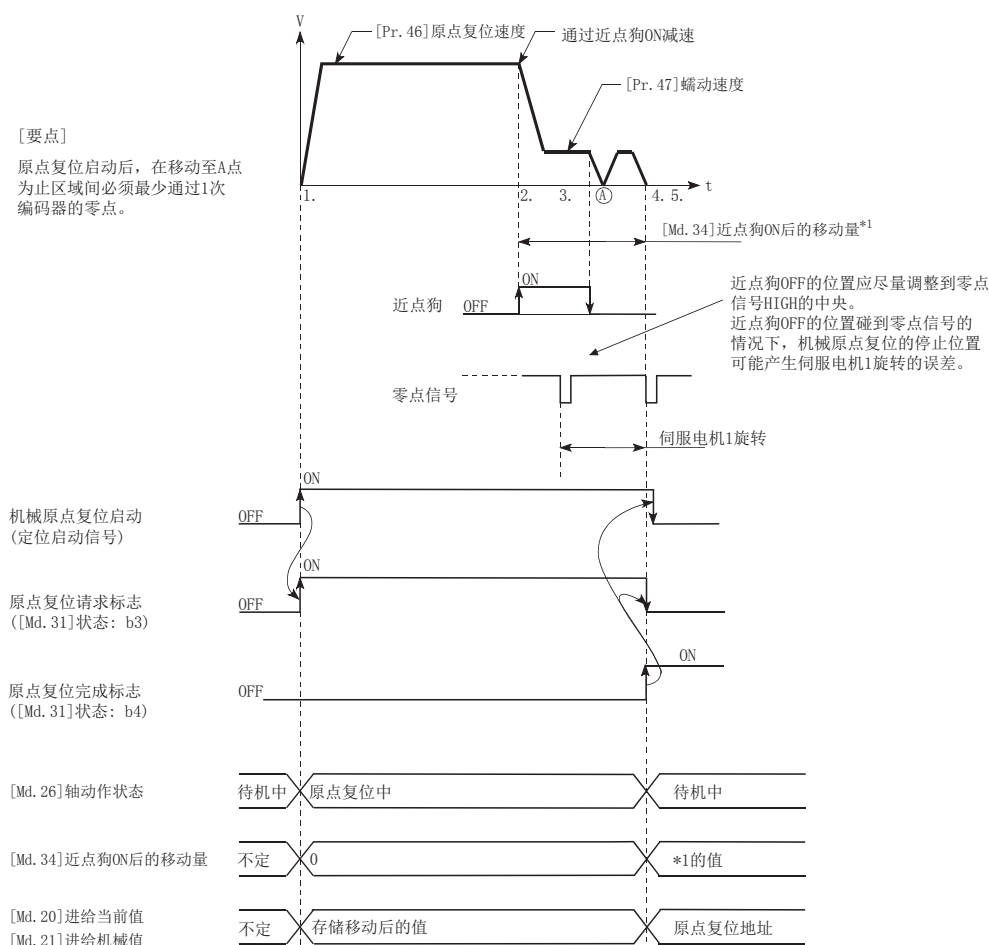 V
[Pr.46]原点复位速度
通过近点狗ON减速
[Pr.47]蠕动速度
[要点]
原点复位启动后，在移动至A点
为止区域间必须最少通过1次
编码器的零点。
t
1.
2.
3.
A
4.5.
[Md.34]近点狗ON后的移动量*1
ON
近点狗
OFF
近点狗OFF的位置应尽量调整到零点
信号HIGH的中央。
近点狗OFF的位置碰到零点信号的
情况下，机械原点复位的停止位置
可能产生伺服电机1旋转的误差。
零点信号
伺服电机1旋转
ON
机械原点复位启动
(定位启动信号)
OFF
ON
原点复位请求标志
([Md.31]状态: b3)
OFF
ON
原点复位完成标志
([Md.31]状态: b4)
OFF
[Md.26]轴动作状态
待机中
原点复位中
待机中
[Md.34]近点狗ON后的移动量
不定
0
*1的值
[Md.20]进给当前值
[Md.21]进给机械值
不定
存储移动后的值
原点复位地址